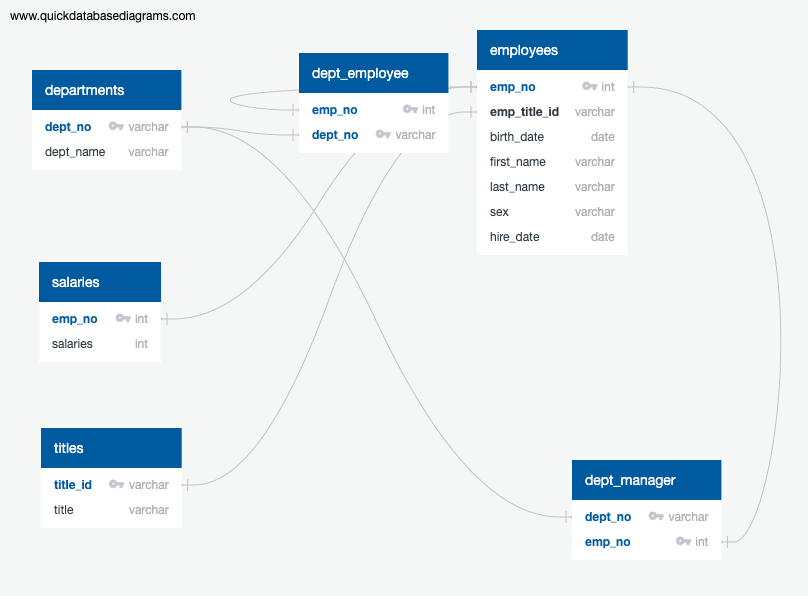 www.quickdatabasediagrams.com
departments
dept_no varchar
dept_name varchar
dept_employee
emp_no int
dept_no varchar
employees
emp_no int
emp_title_id varchar
birth_date date
first_name varchar
last_name varchar
sex varchar
hire_date date
salaries
emp_no int
salaries int
titles
title_id varchar
title varchar
dept_manager
dept_no varchar
emp_no int